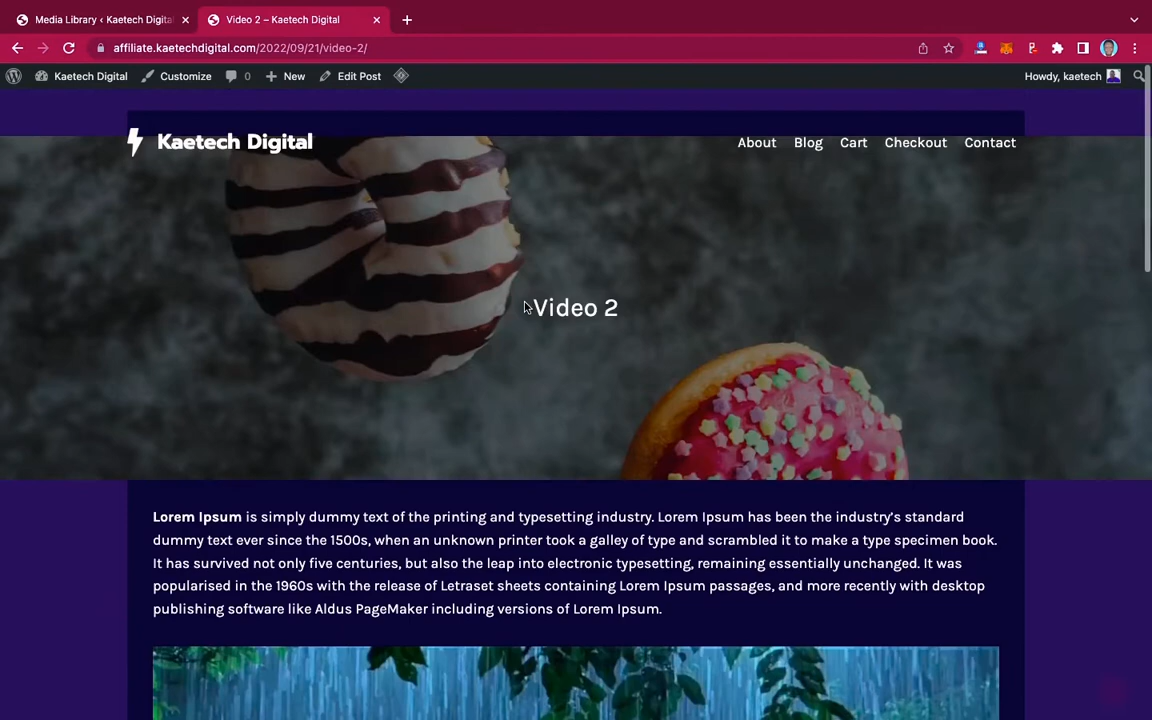 Media Library ‹ Kaetech Digital
Video 2 – Kaetech Digital
affiliate.kaetechdigital.com/2022/09/21/video-2/
Kaetech Digital
Customize
0
New
Edit Post
Howdy, kaetech
Kaetech Digital
About
Blog
Cart
Checkout
Contact
Video 2
Lorem Ipsum is simply dummy text of the printing and typesetting industry. Lorem Ipsum has been the industry’s standard
dummy text ever since the 1500s, when an unknown printer took a galley of type and scrambled it to make a type specimen book.
It has survived not only five centuries, but also the leap into electronic typesetting, remaining essentially unchanged. It was
popularised in the 1960s with the release of Letraset sheets containing Lorem Ipsum passages, and more recently with desktop
publishing software like Aldus PageMaker including versions of Lorem Ipsum.